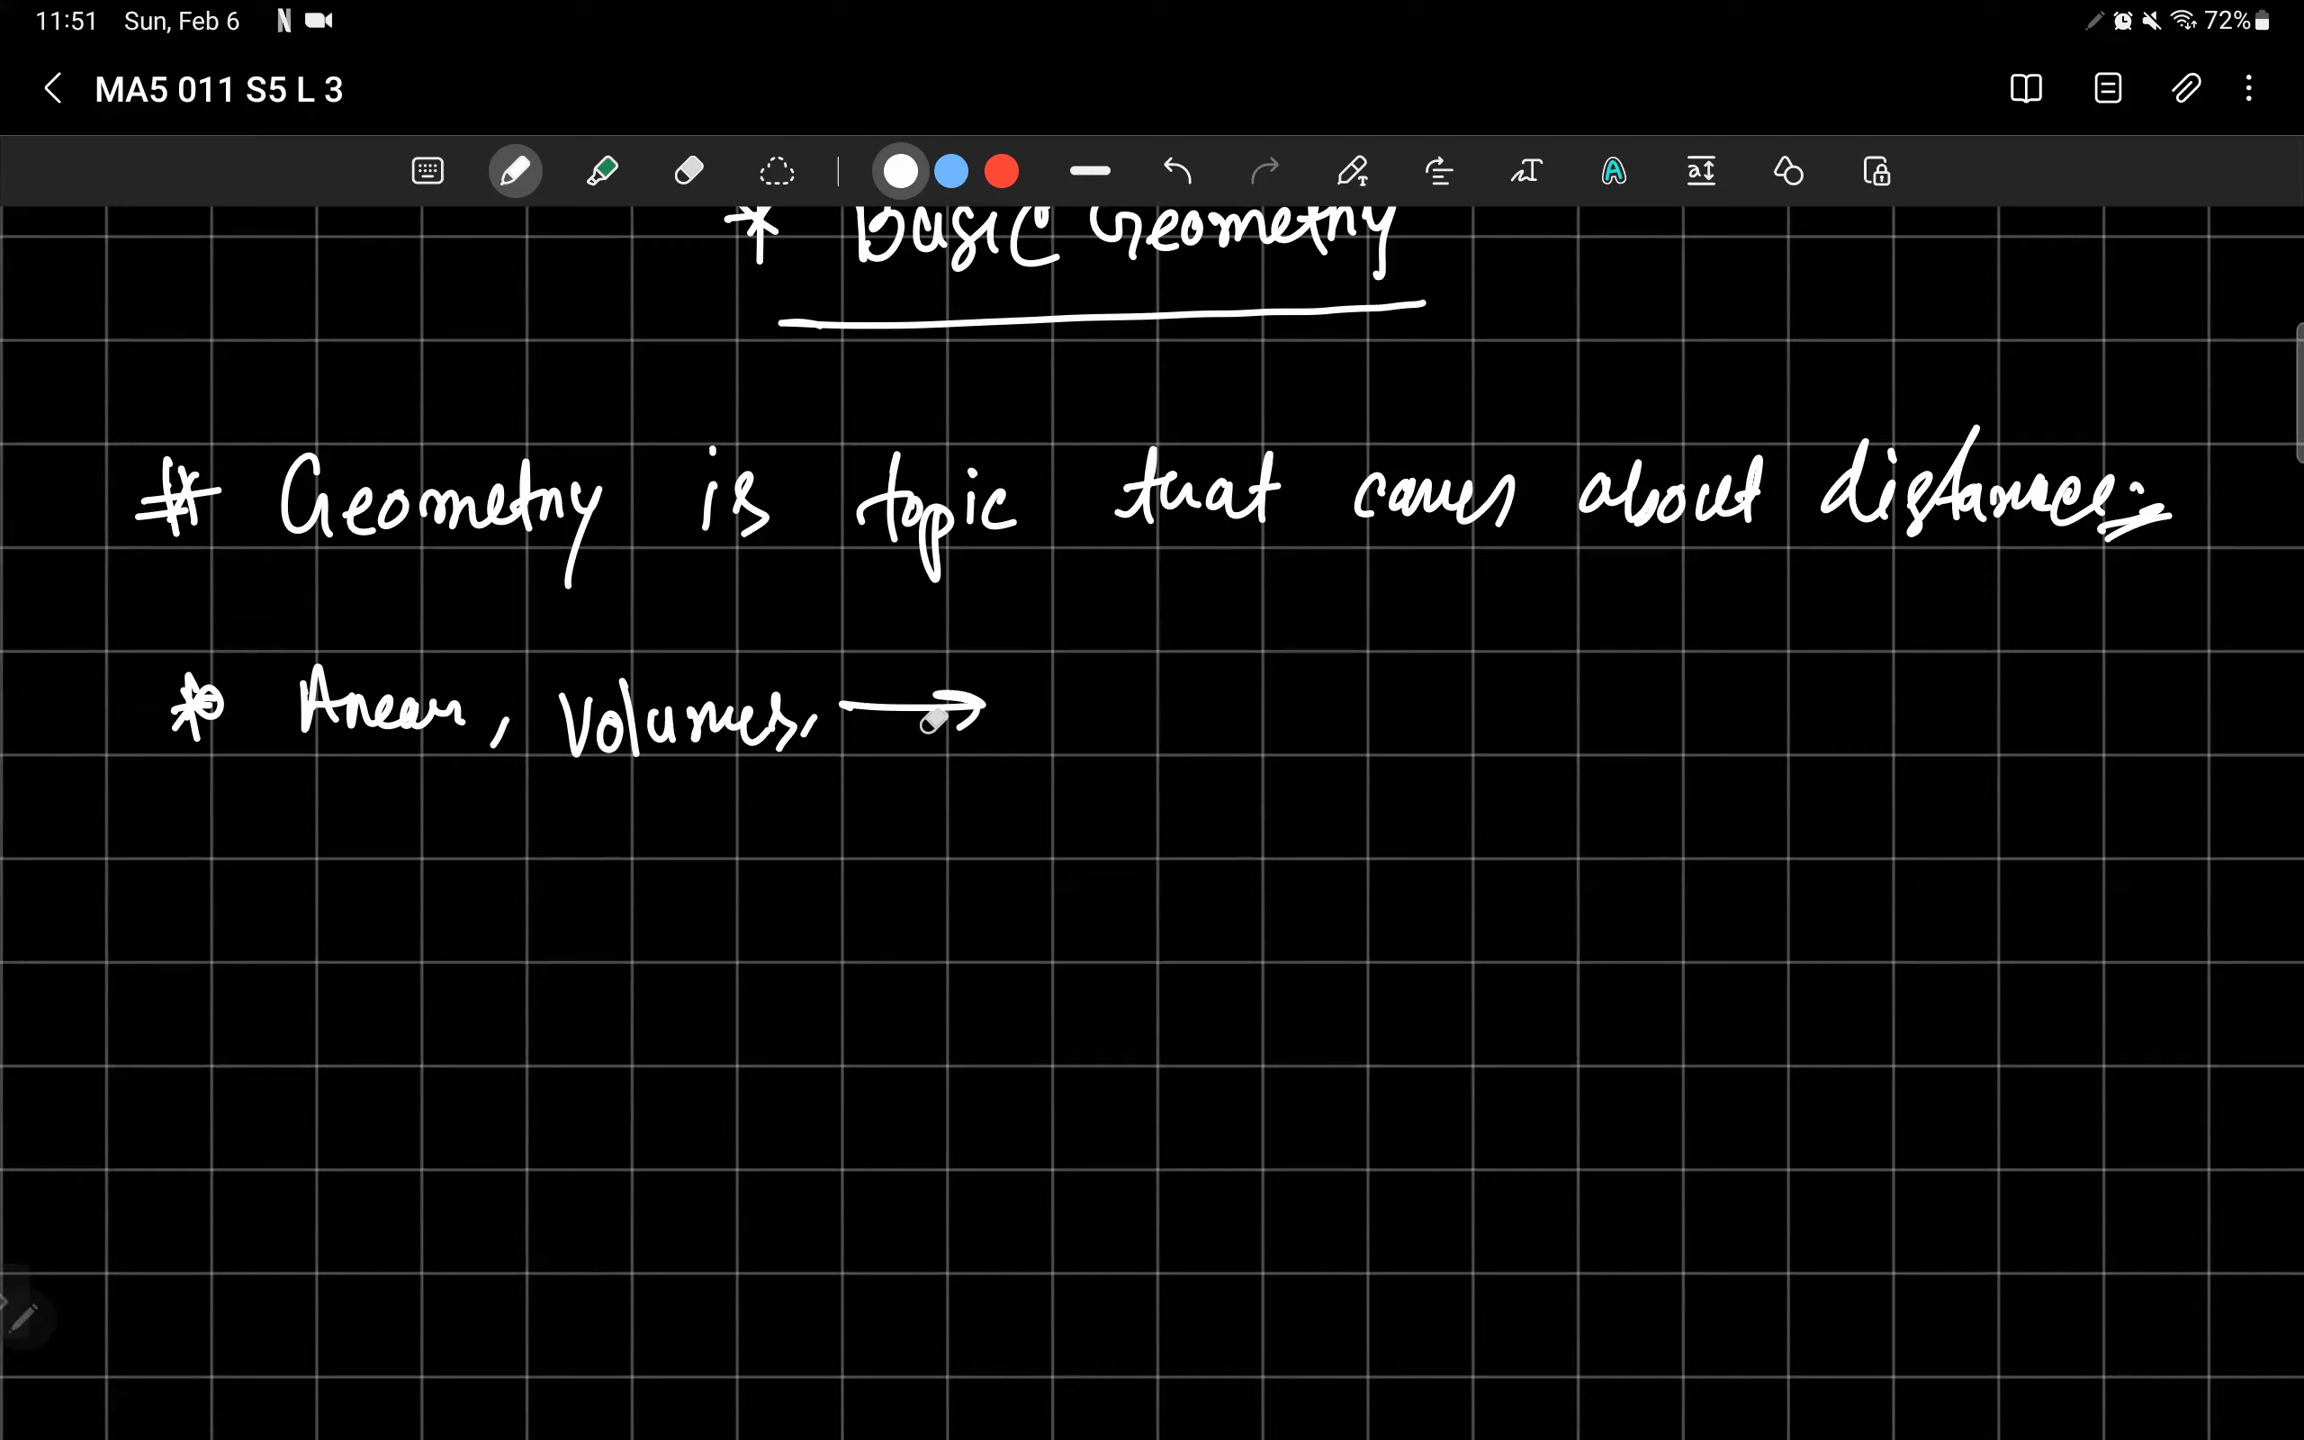 11:51 Sun, Feb 6 N 72%
MA5 011 S5 L 3
* Basic Geometry
# Geometry is topic that cares about distances
* Areas, Volumes, →